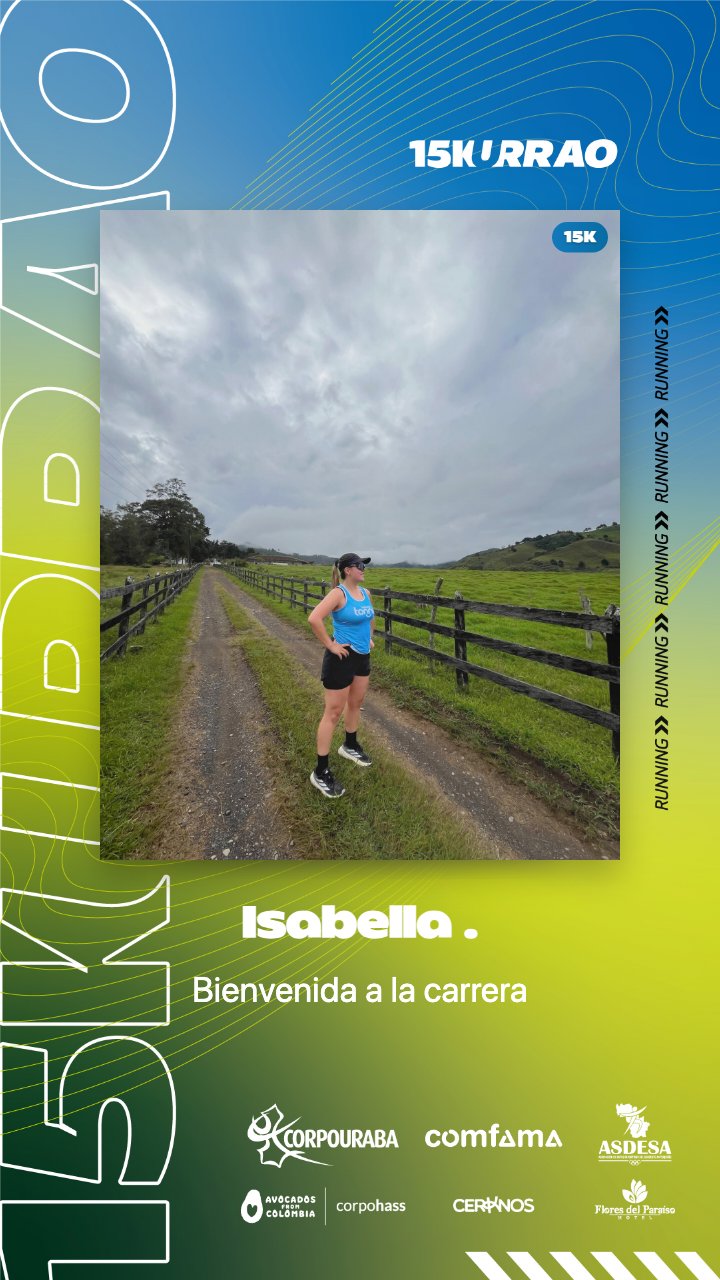 15KURRAO
15K
RUNNING RUNNING RUNNING RUNNING RUNNING
15KURRAO
Isabella .
Bienvenida a la carrera
CORPOURABA
comfama
ASDESA
AVOCADOS
FROM
COLOMBIA
corpohass
CERKNOS
Flores del Paraíso
HOTEL